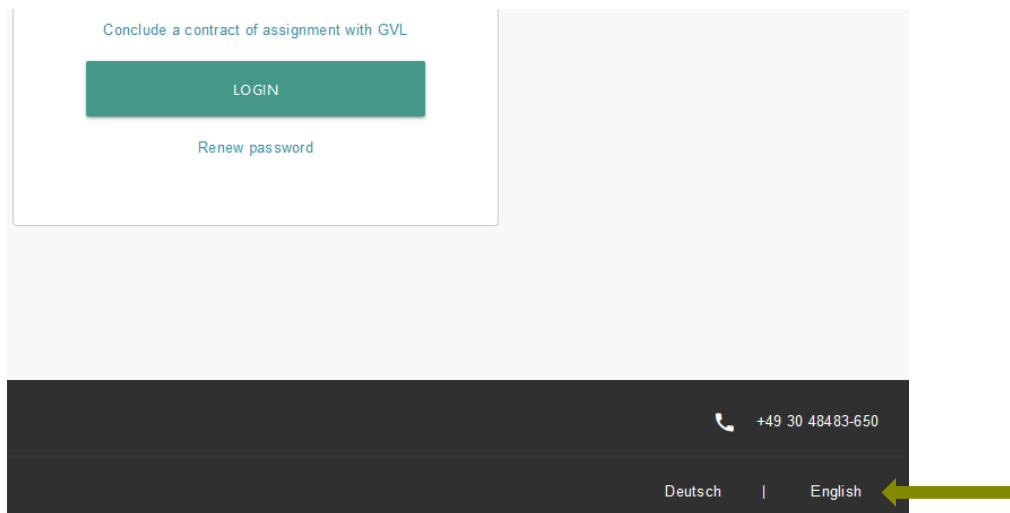 Conclude a contract of assignment with GVL
LOGIN
Renew password
+49 30 48483-650
Deutsch | English